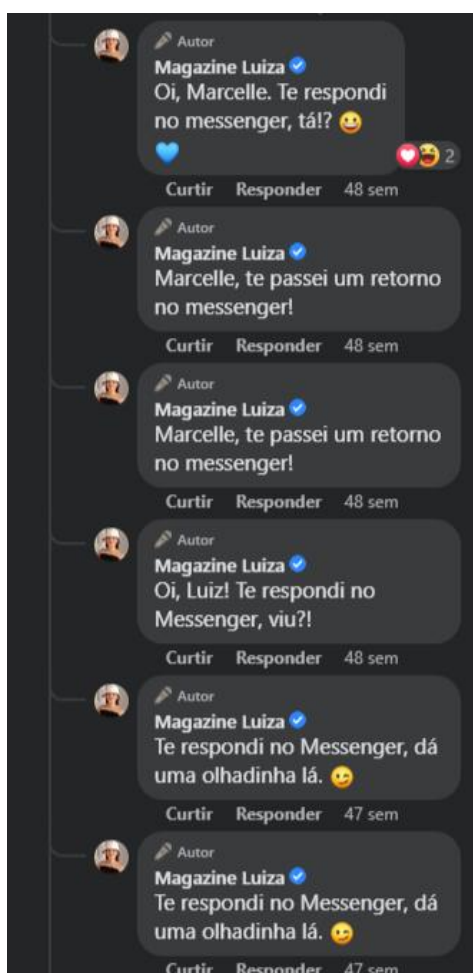 Autor
Magazine Luiza
Oi, Marcelle. Te respondi
no messenger, tá!? 😀
💙
2
Curtir Responder 48 sem
Autor
Magazine Luiza
Marcelle, te passei um retorno
no messenger!
Curtir Responder 48 sem
Autor
Magazine Luiza
Marcelle, te passei um retorno
no messenger!
Curtir Responder 48 sem
Autor
Magazine Luiza
Oi, Luiz! Te respondi no
Messenger, viu?!
Curtir Responder 48 sem
Autor
Magazine Luiza
Te respondi no Messenger, dá
uma olhadinha lá. 😉
Curtir Responder 47 sem
Autor
Magazine Luiza
Te respondi no Messenger, dá
uma olhadinha lá. 😉
Curtir Responder 47 sem